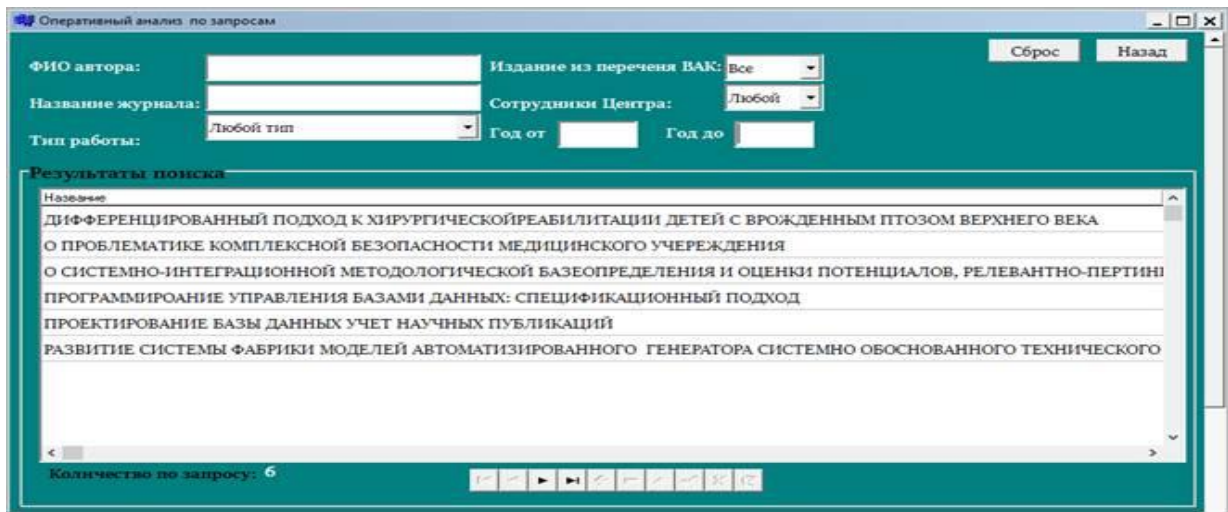 Оперативный анализ по запросам
Сброс Назад
ФИО автора: Издание из переченя ВАК: Все
Название журнала: Сотрудники Центра: Любой
Тип работы: Любой тип Год от Год до
Результаты поиска
Название
ДИФФЕРЕНЦИРОВАННЫЙ ПОДХОД К ХИРУРГИЧЕСКОЙРЕАБИЛИТАЦИИ ДЕТЕЙ С ВРОЖДЕННЫМ ПТОЗОМ ВЕРХНЕГО ВЕКА
О ПРОБЛЕМАТИКЕ КОМПЛЕКСНОЙ БЕЗОПАСНОСТИ МЕДИЦИНСКОГО УЧЕРЕЖДЕНИЯ
О СИСТЕМНО-ИНТЕГРАЦИОННОЙ МЕТОДОЛОГИЧЕСКОЙ БАЗЕОПРЕДЕЛЕНИЯ И ОЦЕНКИ ПОТЕНЦИАЛОВ, РЕЛЕВАНТНО-ПЕРТИН
ПРОГРАММИРОАНИЕ УПРАВЛЕНИЯ БАЗАМИ ДАННЫХ: СПЕЦИФИКАЦИОННЫЙ ПОДХОД
ПРОЕКТИРОВАНИЕ БАЗЫ ДАННЫХ УЧЕТ НАУЧНЫХ ПУБЛИКАЦИЙ
РАЗВИТИЕ СИСТЕМЫ ФАБРИКИ МОДЕЛЕЙ АВТОМАТИЗИРОВАННОГО ГЕНЕРАТОРА СИСТЕМНО ОБОСНОВАННОГО ТЕХНИЧЕСКОГО
Количество по запросу: 6